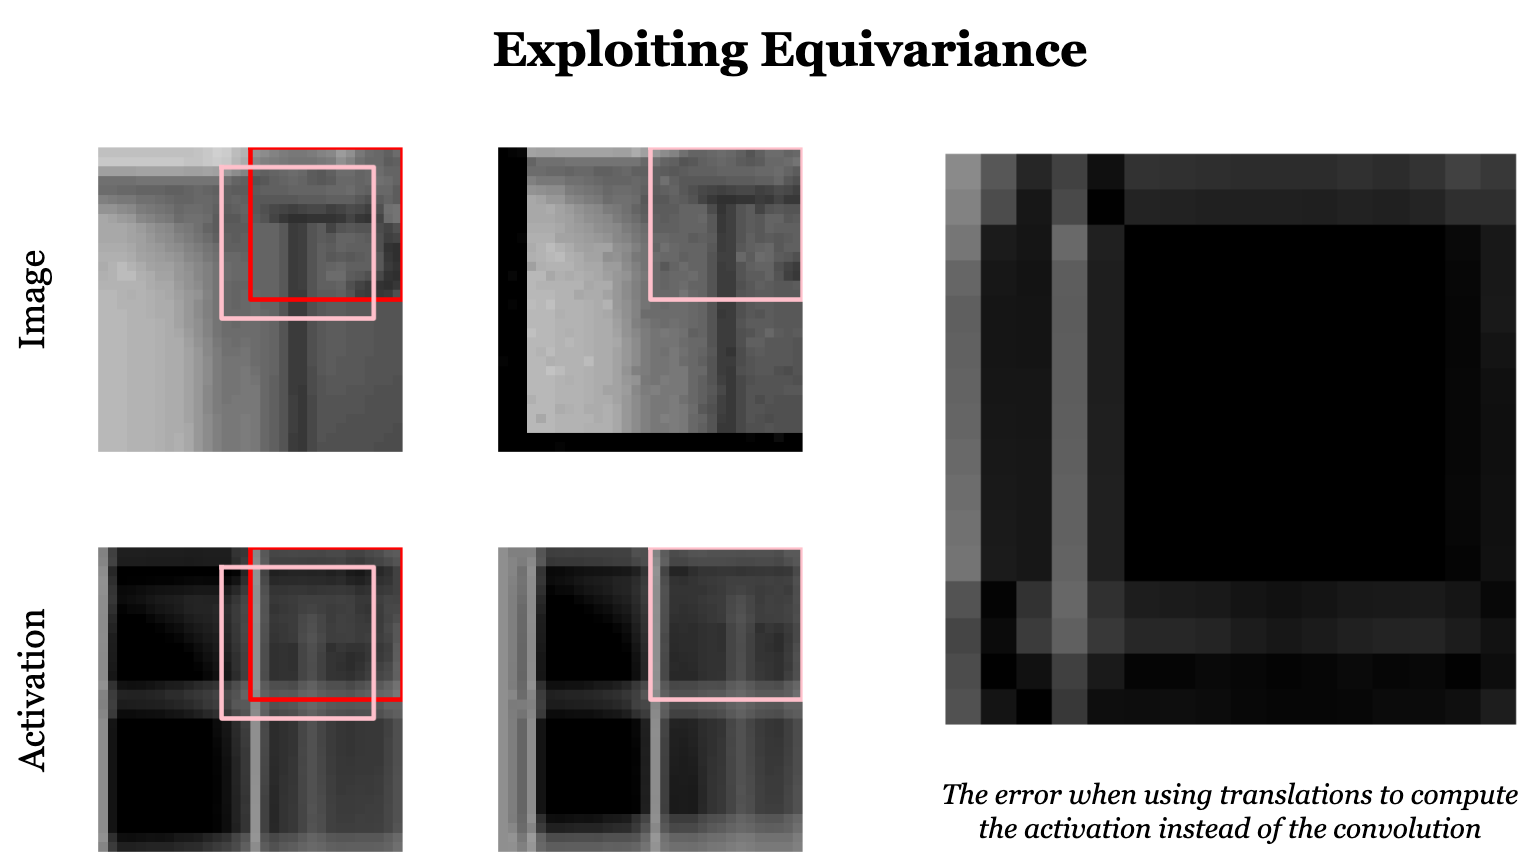 Exploiting Equivariance
Image
Activation
The error when using translations to compute
the activation instead of the convolution